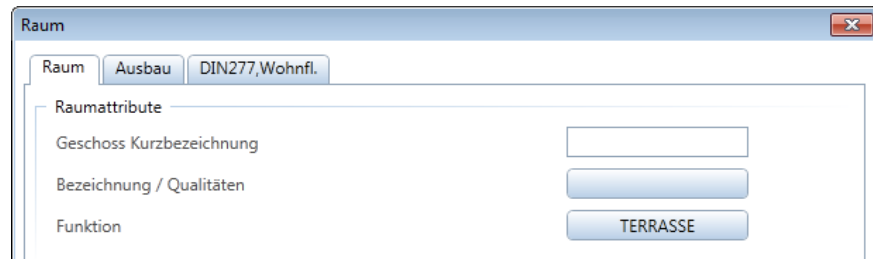 Raum
Raum Ausbau DIN277,Wohnfl.
Raumattribute
Geschoss Kurzbezeichnung
Bezeichnung / Qualitäten
Funktion TERRASSE